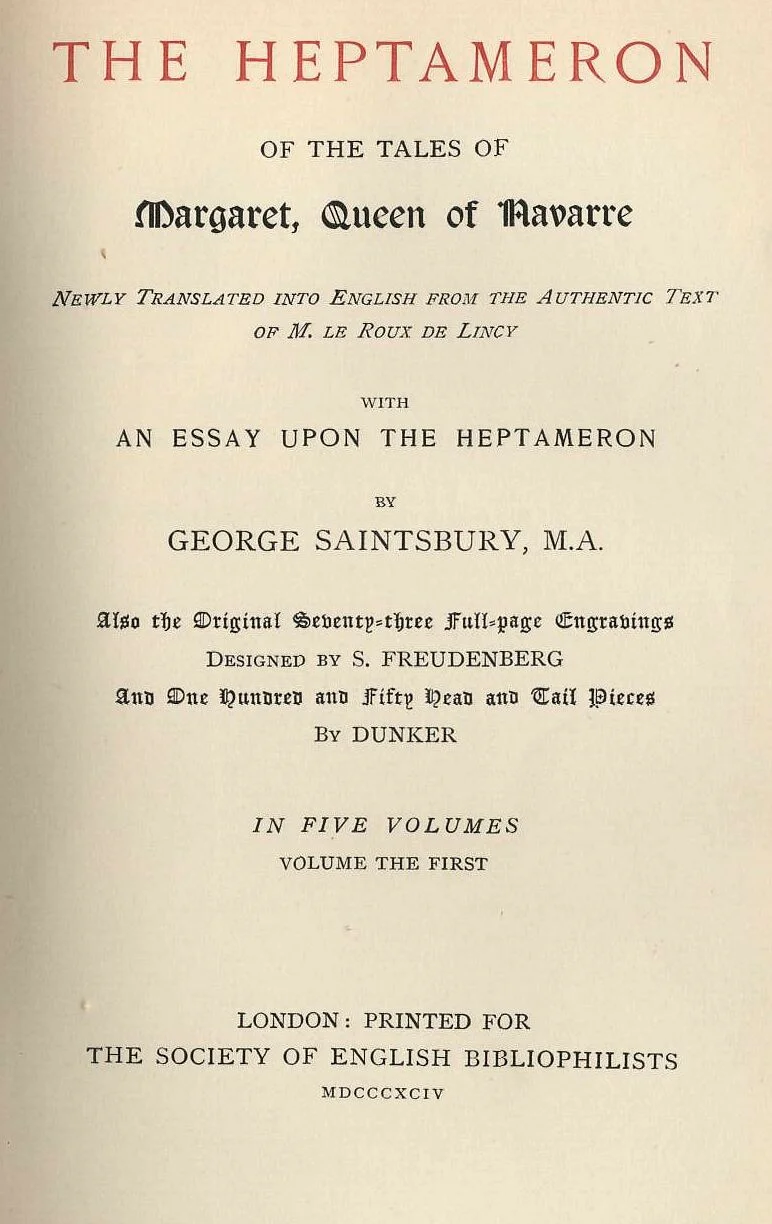 THE HEPTAMERON
OF THE TALES OF
Margaret, Queen of Navarre
NEWLY TRANSLATED INTO ENGLISH FROM THE AUTHENTIC TEXT
OF M. LE ROUX DE LINCY
WITH
AN ESSAY UPON THE HEPTAMERON
BY
GEORGE SAINTSBURY, M.A.
Also the Original Seventy-three Full-page Engravings
DESIGNED BY S. FREUDENBERG
And One Hundred and Fifty Head and Tail Pieces
BY DUNKER
IN FIVE VOLUMES
VOLUME THE FIRST
LONDON: PRINTED FOR
THE SOCIETY OF ENGLISH BIBLIOPHILISTS
MDCCCXCIV